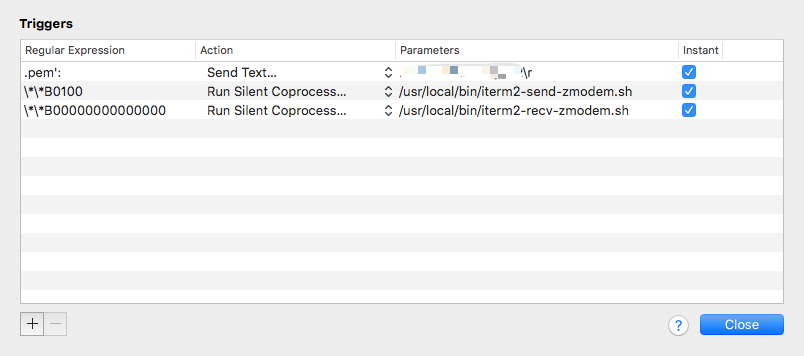 Triggers
Regular Expression Action Parameters Instant
.pem': Send Text... \r
\*\*B0100 Run Silent Coprocess... /usr/local/bin/iterm2-send-zmodem.sh
\*\*B00000000000000 Run Silent Coprocess... /usr/local/bin/iterm2-recv-zmodem.sh
+ − ? Close